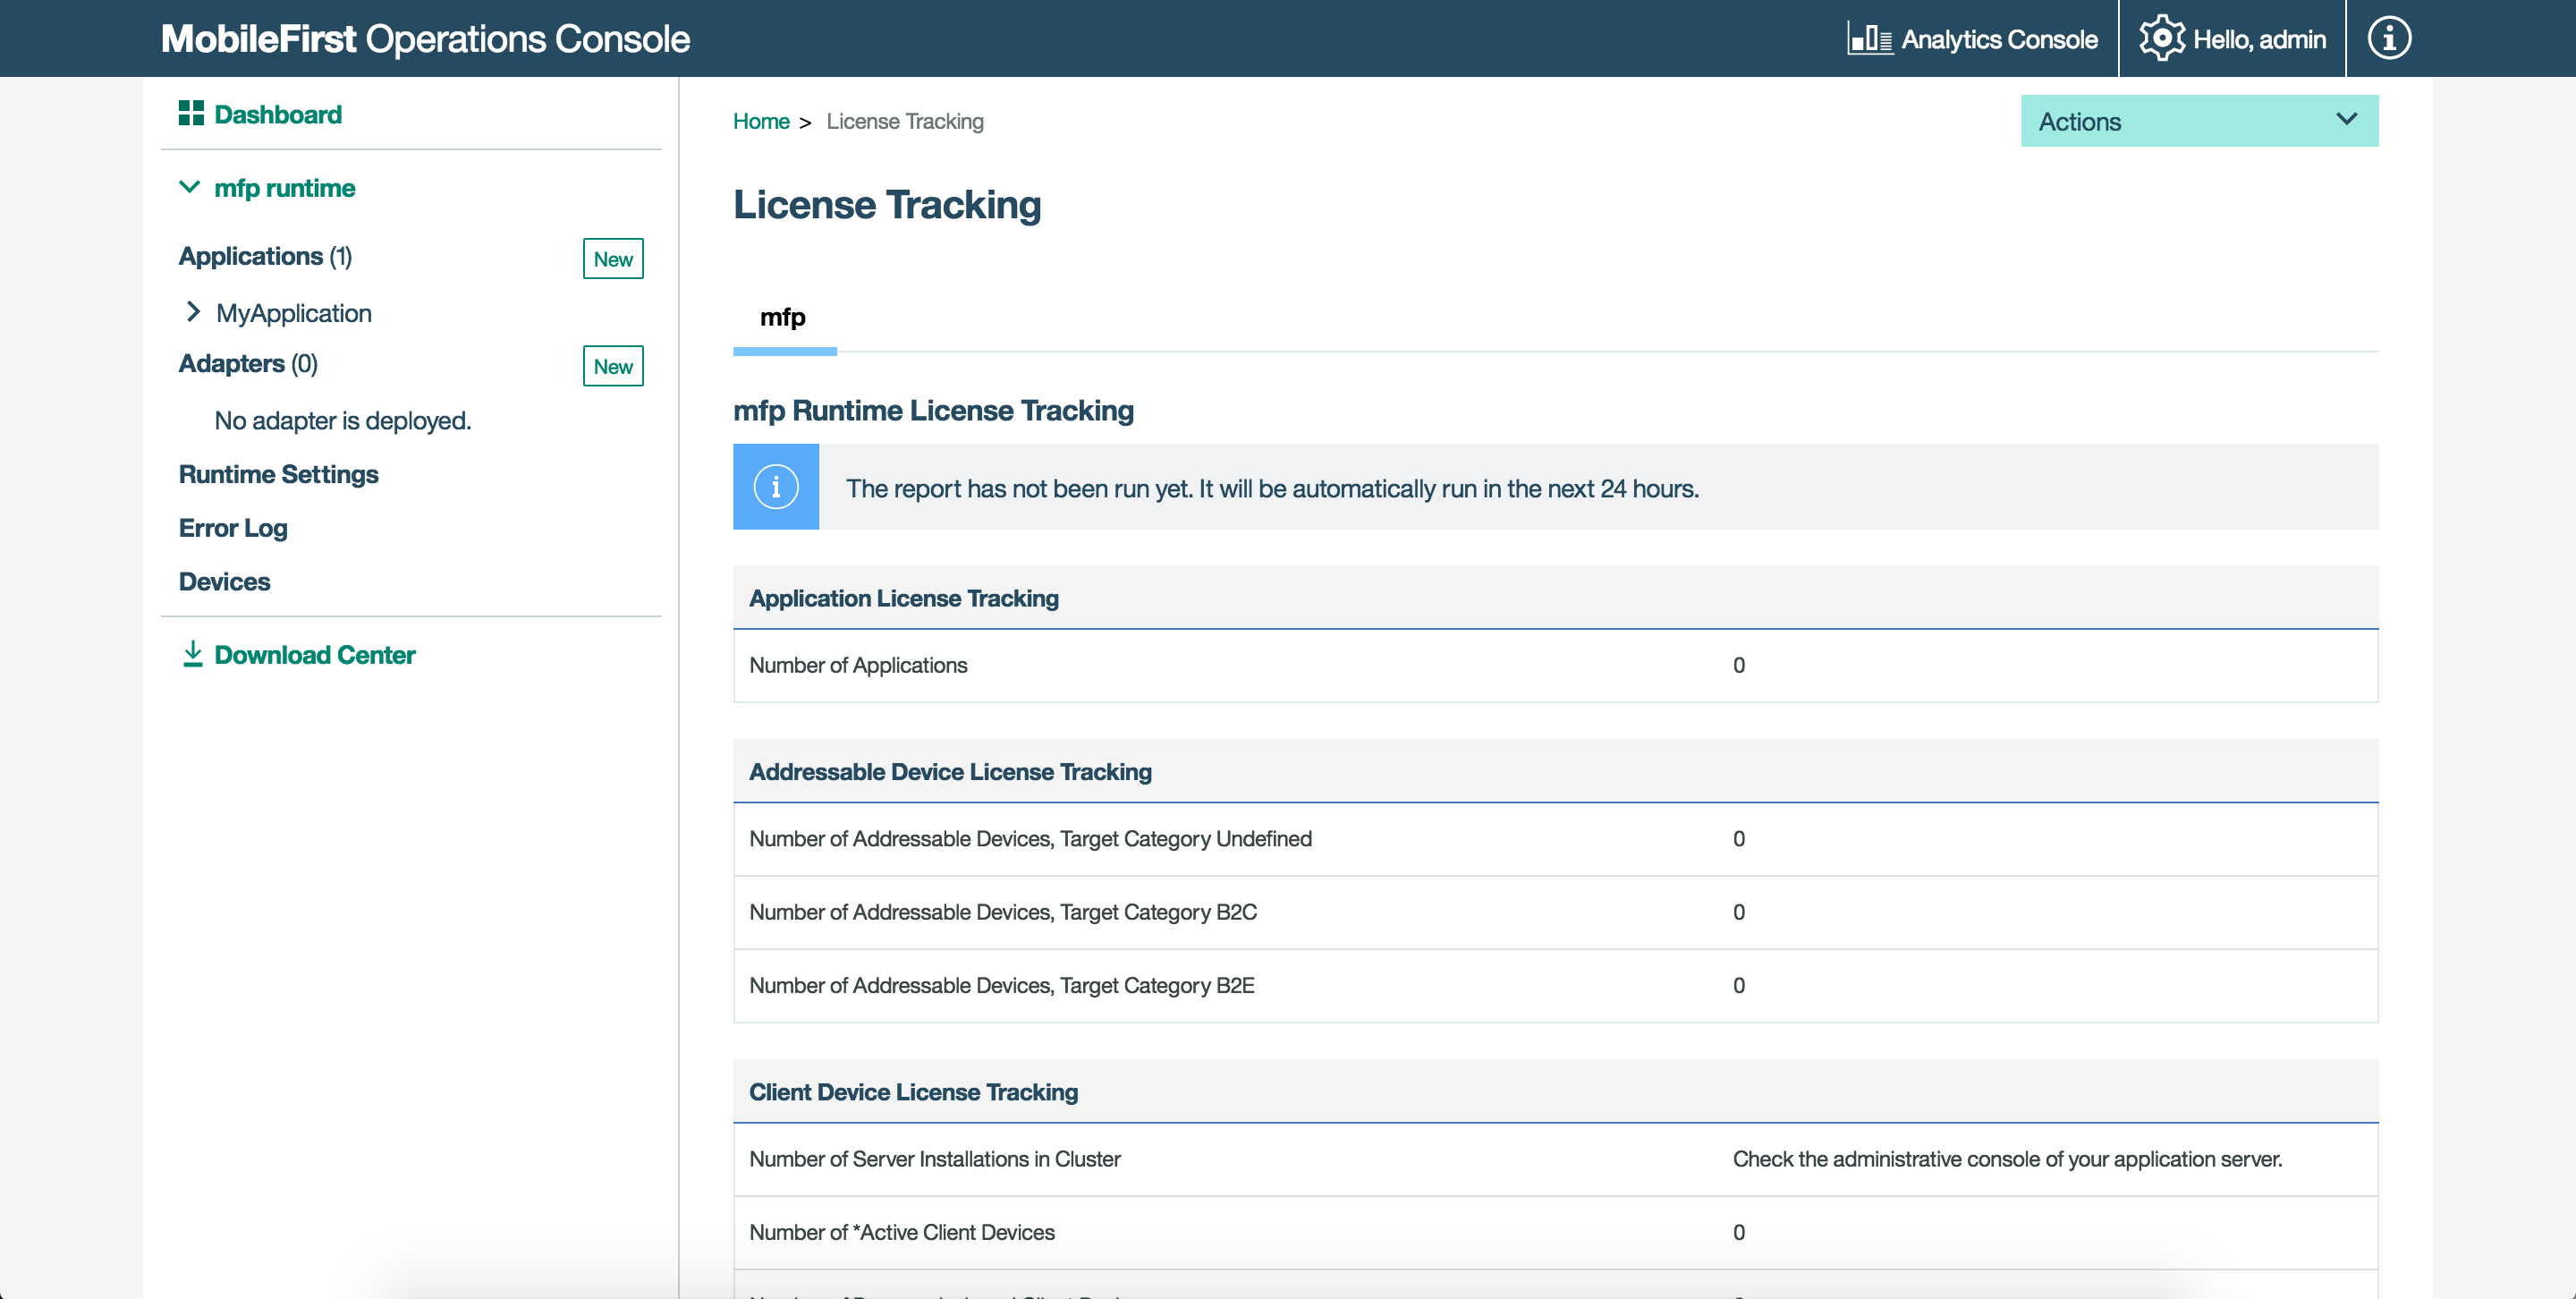 MobileFirst Operations Console
Analytics Console
Hello, admin
Dashboard
mfp runtime
Applications (1)
New
MyApplication
Adapters (0)
New
No adapter is deployed.
Runtime Settings
Error Log
Devices
Download Center
Home > License Tracking
Actions
License Tracking
mfp
mfp Runtime License Tracking
The report has not been run yet. It will be automatically run in the next 24 hours.
Application License Tracking
Number of Applications 0
Addressable Device License Tracking
Number of Addressable Devices, Target Category Undefined 0
Number of Addressable Devices, Target Category B2C 0
Number of Addressable Devices, Target Category B2E 0
Client Device License Tracking
Number of Server Installations in Cluster Check the administrative console of your application server.
Number of *Active Client Devices 0